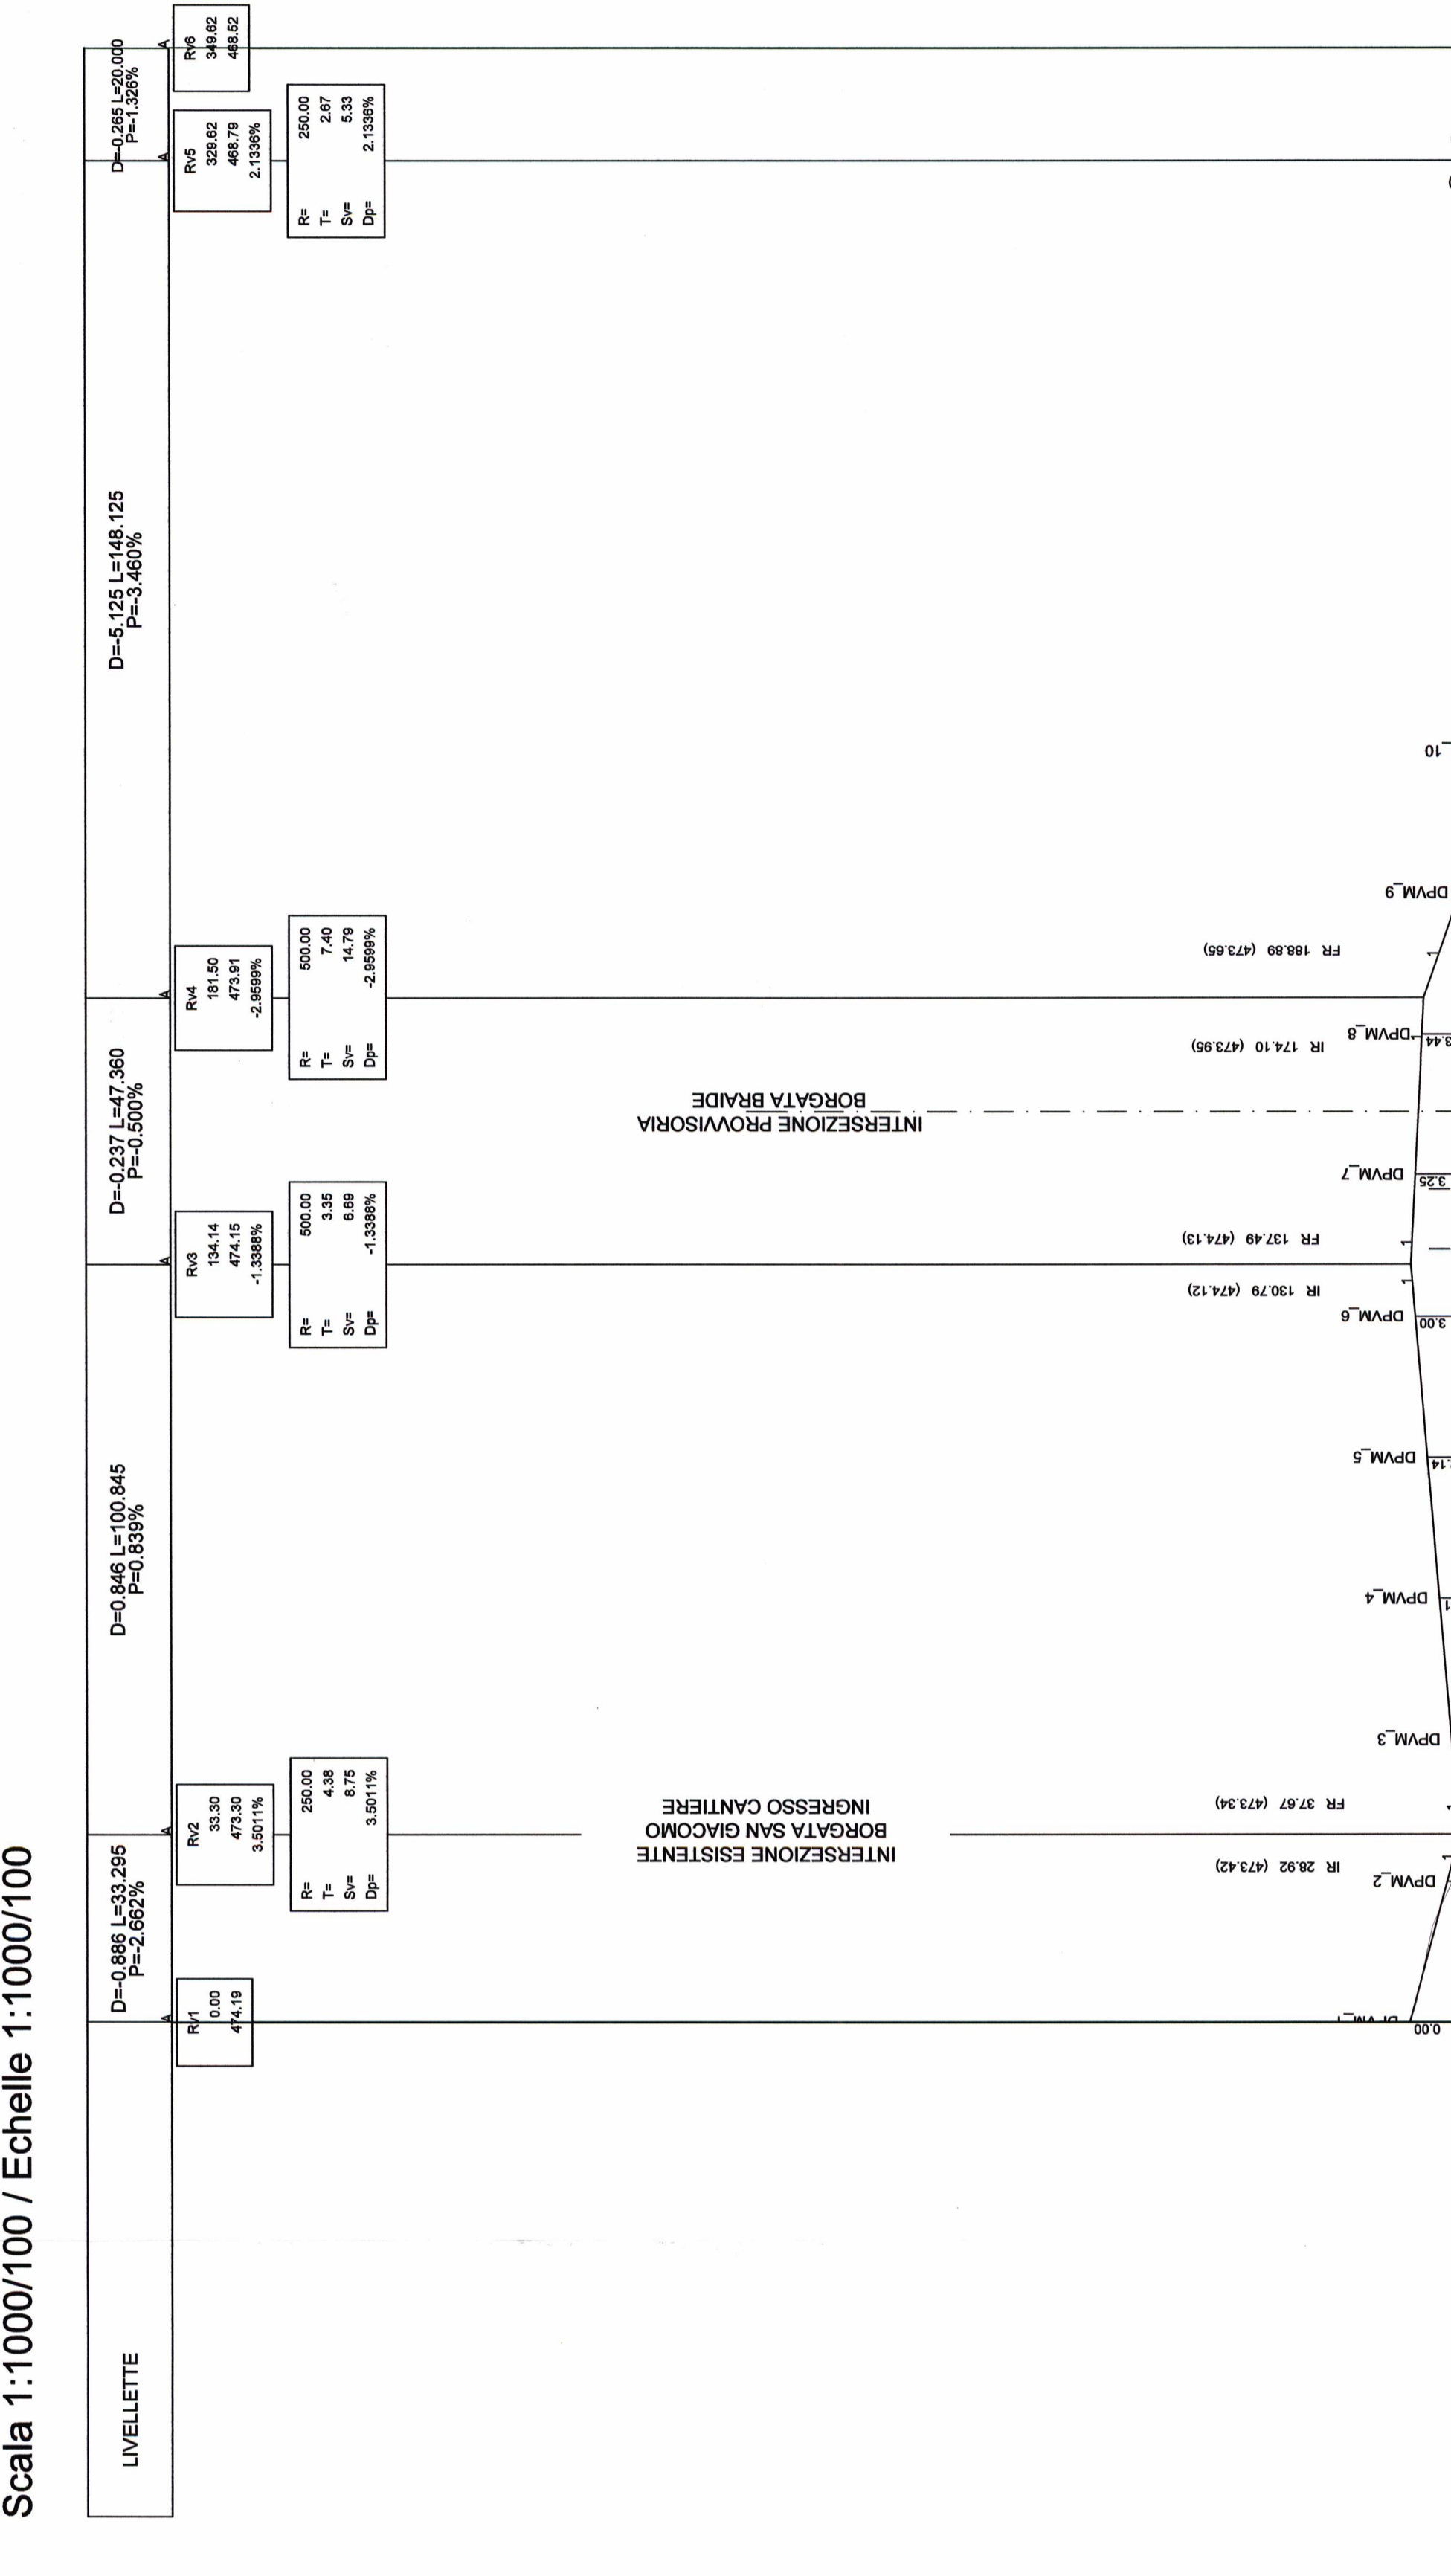 Scala 1:1000/100 / Echelle 1:1000/100
LIVELLETTE
D=-0.886 L=33.295
P=-2.662%
D=0.846 L=100.845
P=0.839%
D=-0.237 L=47.360
P=-0.500%
D=-5.125 L=148.125
P=-3.460%
D=-0.265 L=20.000
P=-1.326%
Rv1
0.00
474.19
Rv2
33.30
473.30
3.5011%
R= 250.00
T= 4.38
Sv= 8.75
Dp= 3.5011%
Rv3
134.14
474.15
-1.3388%
R= 500.00
T= 3.35
Sv= 6.69
Dp= -1.3388%
Rv4
181.50
473.91
-2.9599%
R= 500.00
T= 7.40
Sv= 14.79
Dp= -2.9599%
Rv5
329.62
468.79
2.1336%
R= 250.00
T= 2.67
Sv= 5.33
Dp= 2.1336%
Rv6
349.62
468.52
INTERSEZIONE ESISTENTE
BORGATA SAN GIACOMO
INGRESSO CANTIERE
INTERSEZIONE PROVVISORIA
BORGATA BRAIDE
IR 28.92 (473.42)
FR 37.67 (473.34)
IR 130.79 (474.12)
FR 137.49 (474.13)
IR 174.10 (473.95)
FR 188.89 (473.65)
0.00
DPVM_2
DPVM_3
DPVM_4
DPVM_5
DPVM_6
3.00
DPVM_7
3.25
DPVM_8
3.44
DPVM_9